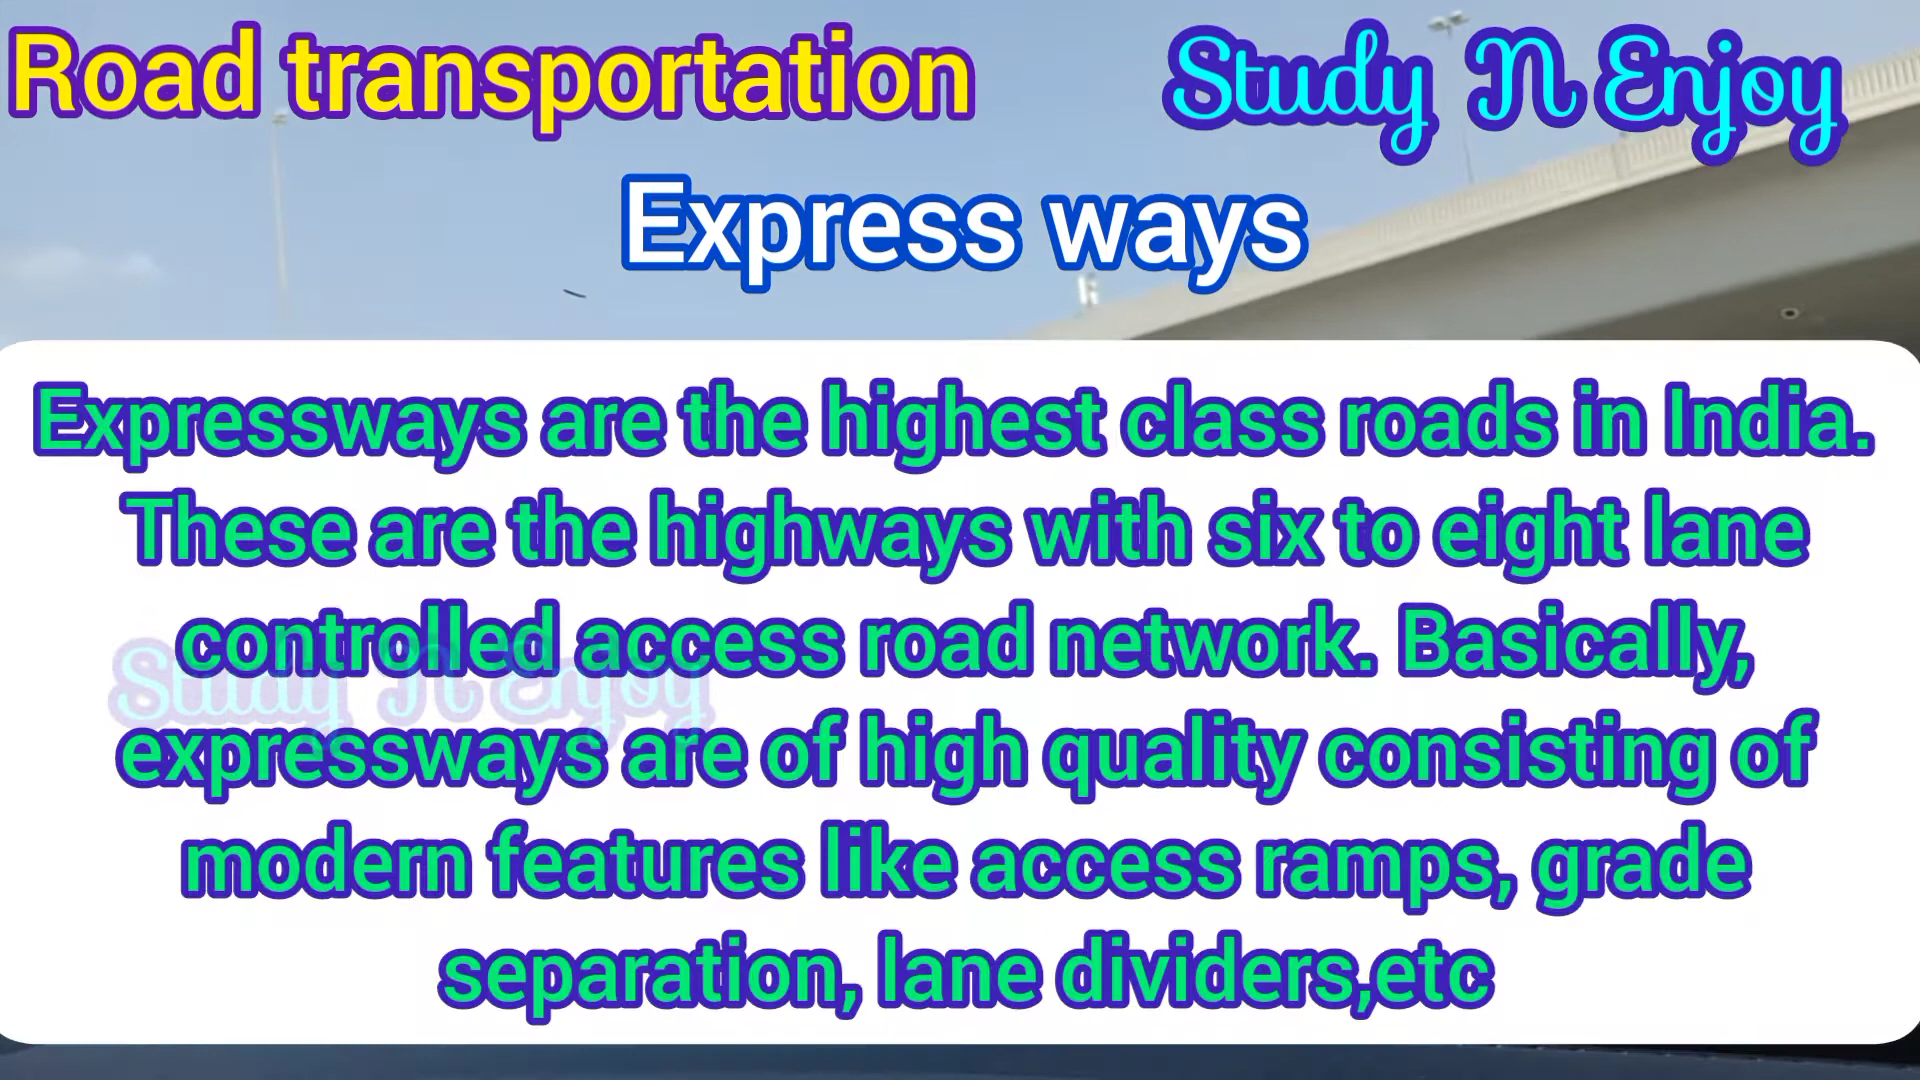 Road transportation
Study N Enjoy
Express ways
Expressways are the highest class roads in India.
These are the highways with six to eight lane
controlled access road network. Basically,
Study N Enjoy
expressways are of high quality consisting of
modern features like access ramps, grade
separation, lane dividers,etc